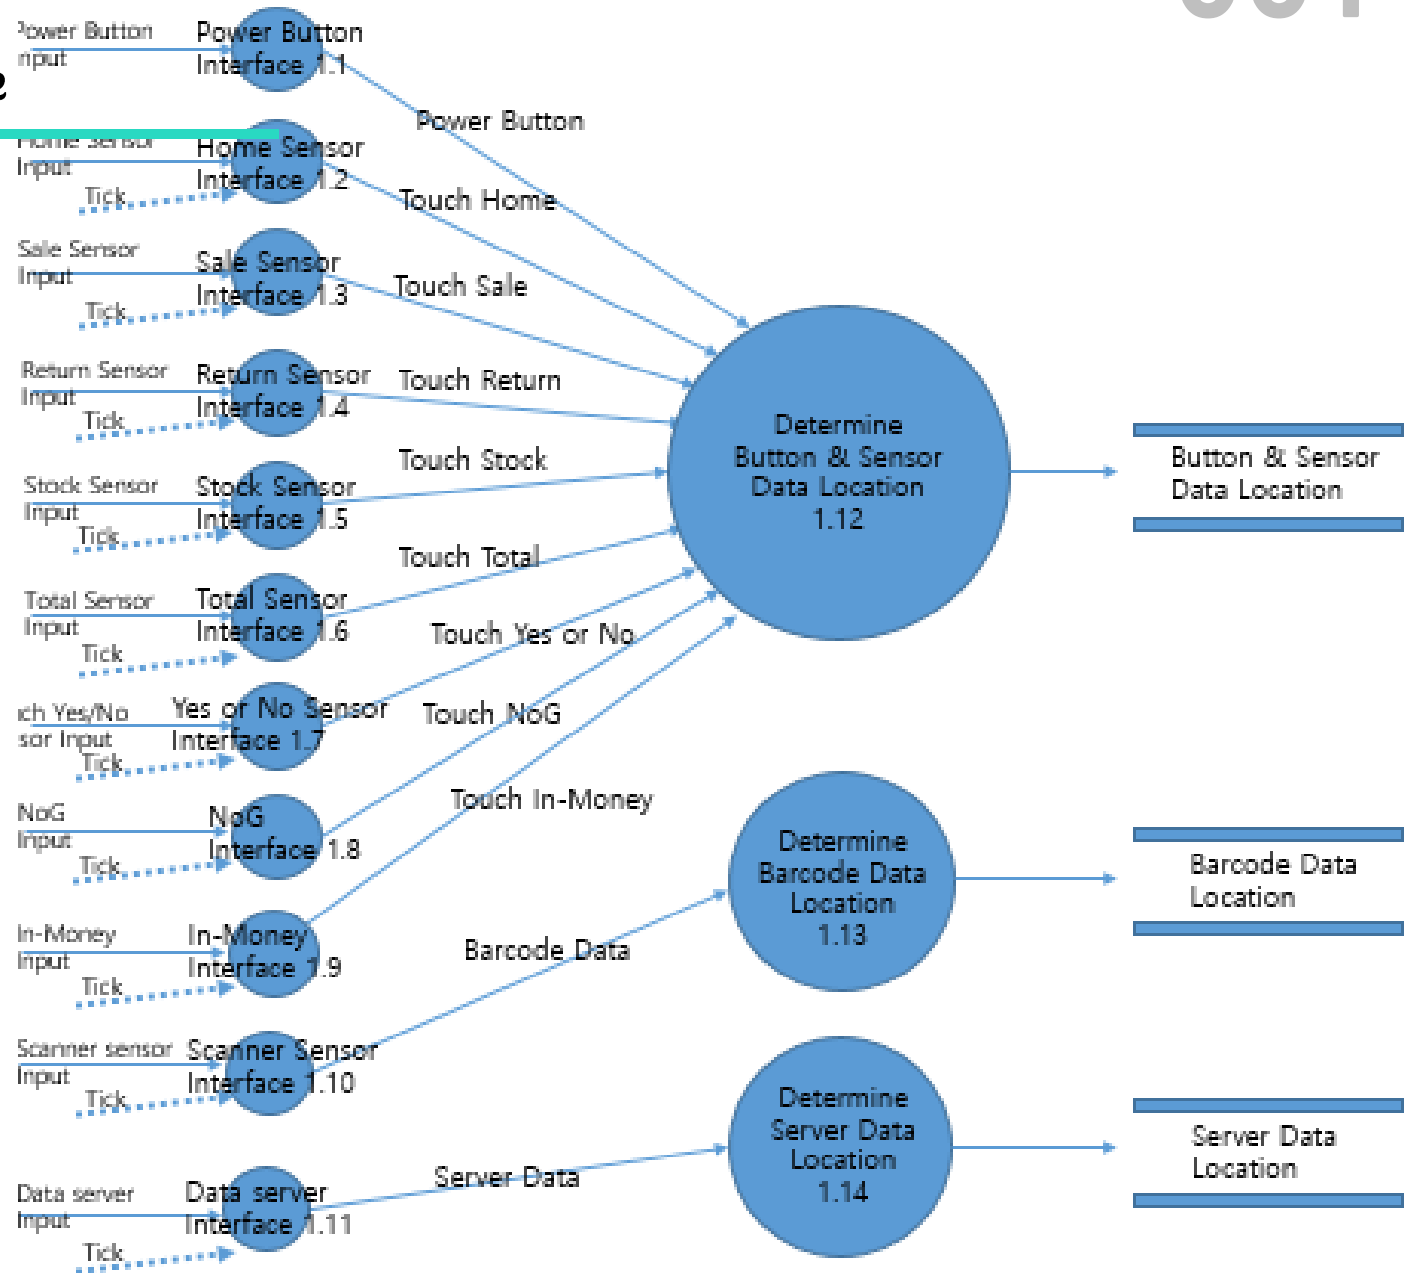 Power Button
Input
Power Button
Interface 1.1
Power Button
Home Sensor
Input
Tick
Home Sensor
Interface 1.2
Touch Home
Sale Sensor
Input
Tick
Sale Sensor
Interface 1.3
Touch Sale
Return Sensor
Input
Tick
Return Sensor
Interface 1.4
Touch Return
Stock Sensor
Input
Tick
Stock Sensor
Interface 1.5
Touch Stock
Total Sensor
Input
Tick
Total Sensor
Interface 1.6
Touch Total
ch Yes/No
sor Input
Tick
Yes or No Sensor
Interface 1.7
Touch Yes or No
NoG
Input
Tick
NoG
Interface 1.8
Touch NoG
In-Money
Input
Tick
In-Money
Interface 1.9
Touch In-Money
Scanner sensor
Input
Tick
Scanner Sensor
Interface 1.10
Barcode Data
Data server
Input
Tick
Data server
Interface 1.11
Server Data
Determine
Button & Sensor
Data Location
1.12
Button & Sensor
Data Location
Determine
Barcode Data
Location
1.13
Barcode Data
Location
Determine
Server Data
Location
1.14
Server Data
Location